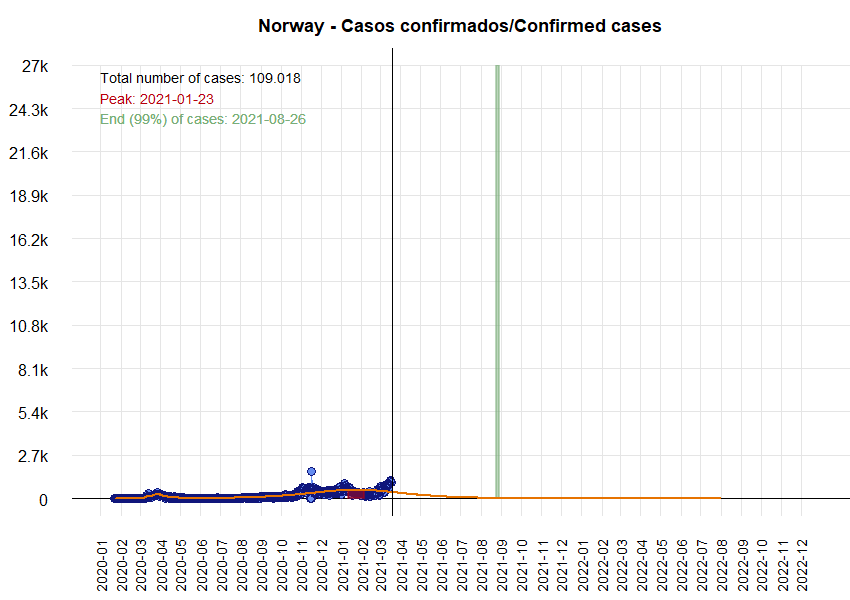 Norway - Casos confirmados/Confirmed cases
Total number of cases: 109.018
Peak: 2021-01-23
End (99%) of cases: 2021-08-26
27k
24.3k
21.6k
18.9k
16.2k
13.5k
10.8k
8.1k
5.4k
2.7k
0
2020-01
2020-02
2020-03
2020-04
2020-05
2020-06
2020-07
2020-08
2020-09
2020-10
2020-11
2020-12
2021-01
2021-02
2021-03
2021-04
2021-05
2021-06
2021-07
2021-08
2021-09
2021-10
2021-11
2021-12
2022-01
2022-02
2022-03
2022-04
2022-05
2022-06
2022-07
2022-08
2022-09
2022-10
2022-11
2022-12